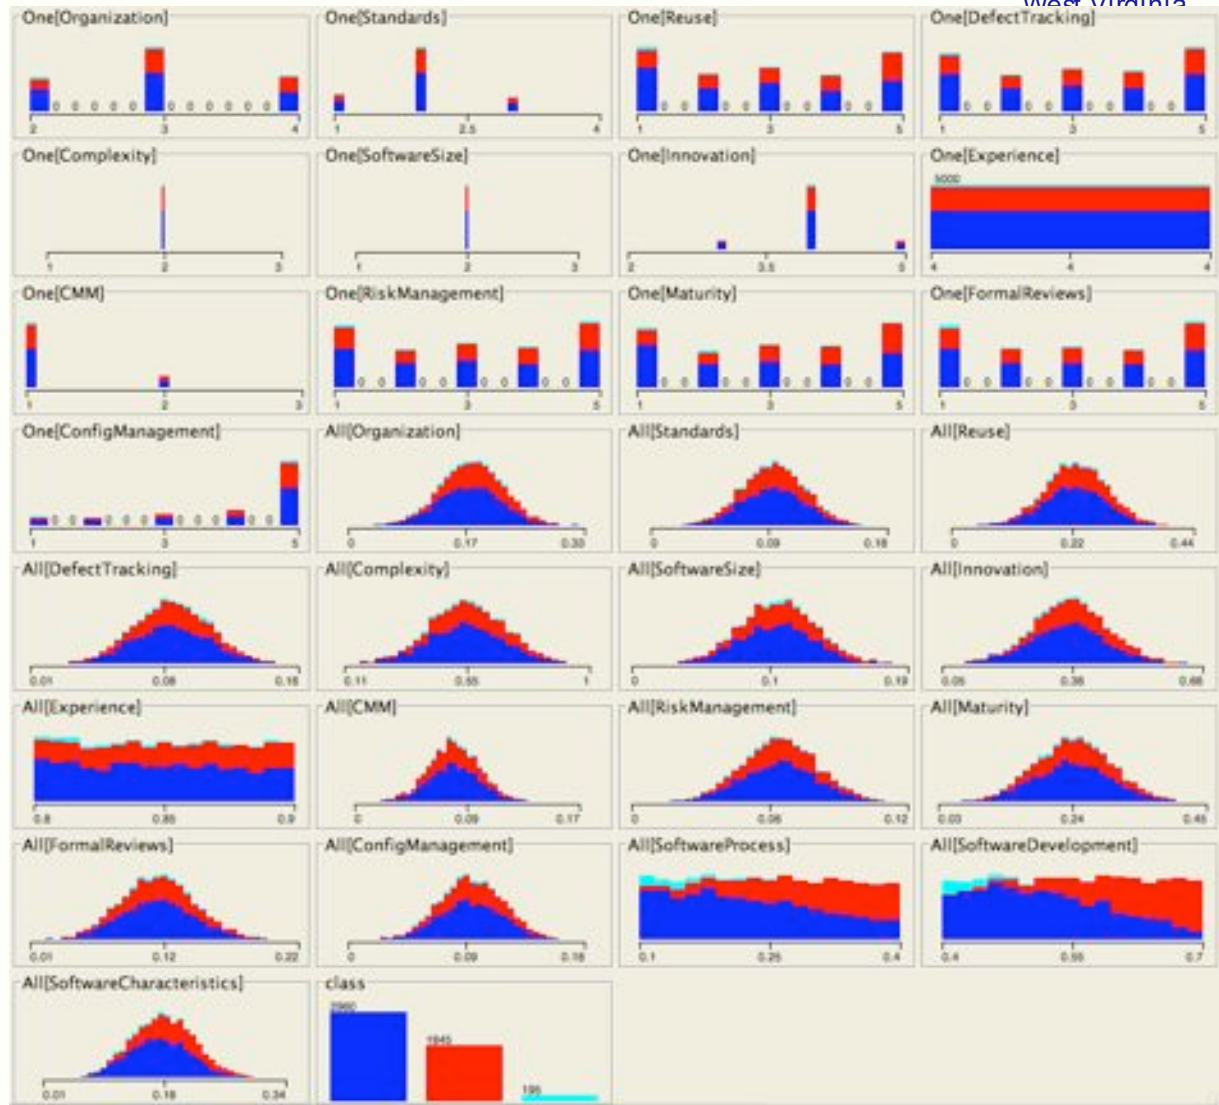 West Virginia
One[Organization] One[Standards] One[Reuse] One[DefectTracking]
0 0 0 0 0 0 0 0 0 0 0 0 0 0 0 0 0 0 0 0 0 0 0 0 0 0
2 3 4 1 2.5 4 1 3 5 1 3 5
One[Complexity] One[SoftwareSize] One[Innovation] One[Experience]
5000
1 2 3 1 2 3 2 3.5 5 4 4 4
One[CMM] One[RiskManagement] One[Maturity] One[FormalReviews]
0 0 0 0 0 0 0 0 0 0 0 0 0 0 0 0 0 0 0 0 0 0 0 0
1 2 3 1 3 5 1 3 5 1 3 5
One[ConfigManagement] All[Organization] All[Standards] All[Reuse]
0 0 0 0 0 0 0 0 0 0
1 3 5 0 0.17 0.33 0 0.09 0.18 0 0.22 0.44
All[DefectTracking] All[Complexity] All[SoftwareSize] All[Innovation]
0.01 0.08 0.1 0.55 1 0 0.1 0.19 0.05
All[Experience] All[CMM] All[RiskManagement] All[Maturity]
0.8 0.85 0.9 0 0.09 0.17 0 0.06 0.12 0.03 0.24 0.45
All[FormalReviews] All[ConfigManagement] All[SoftwareProcess] All[SoftwareDevelopment]
0.01 0.12 0.22 0 0.09 0.1 0.25 0.4 0.4 0.55 0.7
All[SoftwareCharacteristics] class
1845
195
0.01 0.18 0.34